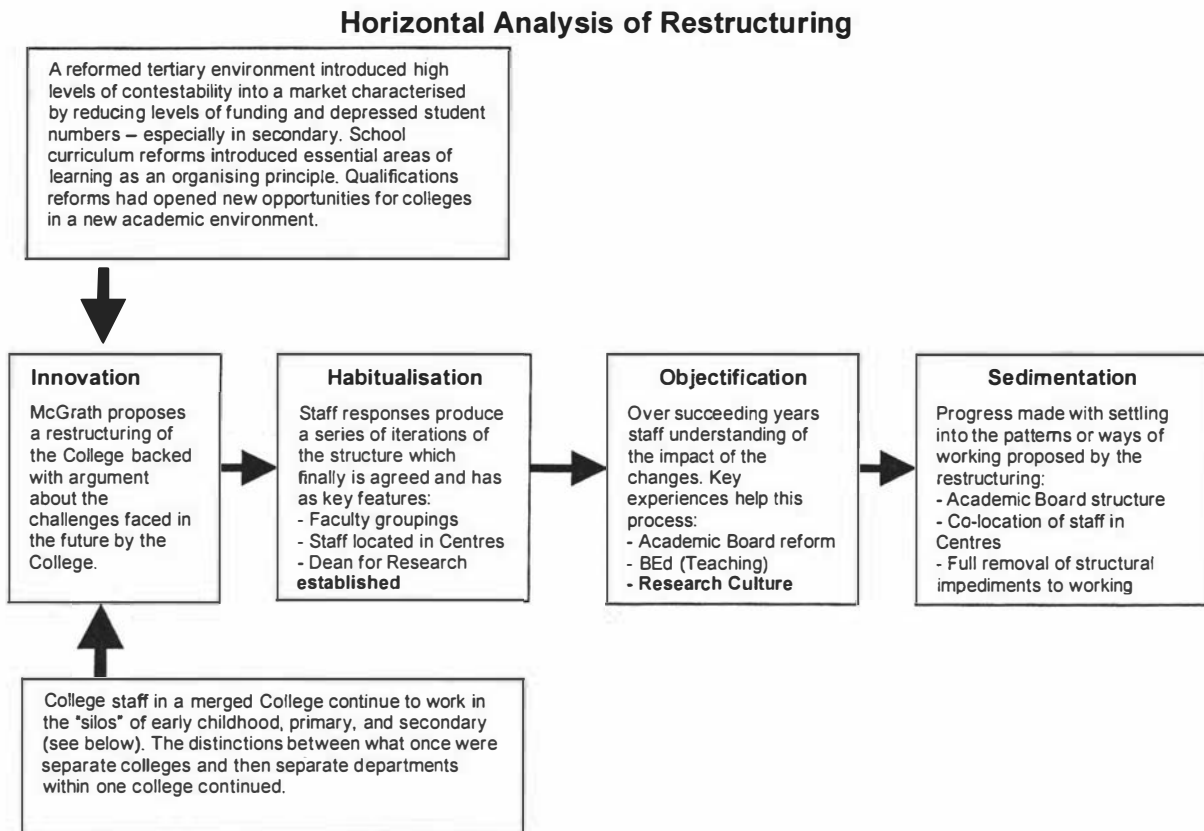 Horizontal Analysis of Restructuring
A reformed tertiary environment introduced high
levels of contestability into a market characterised
by reducing levels of funding and depressed student
numbers – especially in secondary. School
curriculum reforms introduced essential areas of
learning as an organising principle. Qualifications
reforms had opened new opportunities for colleges
in a new academic environment.
Innovation
McGrath proposes
a restructuring of
the College backed
with argument
about the
challenges faced in
the future by the
College.
Habitualisation
Staff responses produce
a series of iterations of
the structure which
finally is agreed and has
as key features:
- Faculty groupings
- Staff located in Centres
- Dean for Research
established
Objectification
Over succeeding years
staff understanding of
the impact of the
changes. Key
experiences help this
process:
- Academic Board reform
- BEd (Teaching)
- Research Culture
Sedimentation
Progress made with settling
into the patterns or ways of
working proposed by the
restructuring:
- Academic Board structure
- Co-location of staff in
Centres
- Full removal of structural
impediments to working
College staff in a merged College continue to work in
the "silos" of early childhood, primary, and secondary
(see below). The distinctions between what once were
separate colleges and then separate departments
within one college continued.